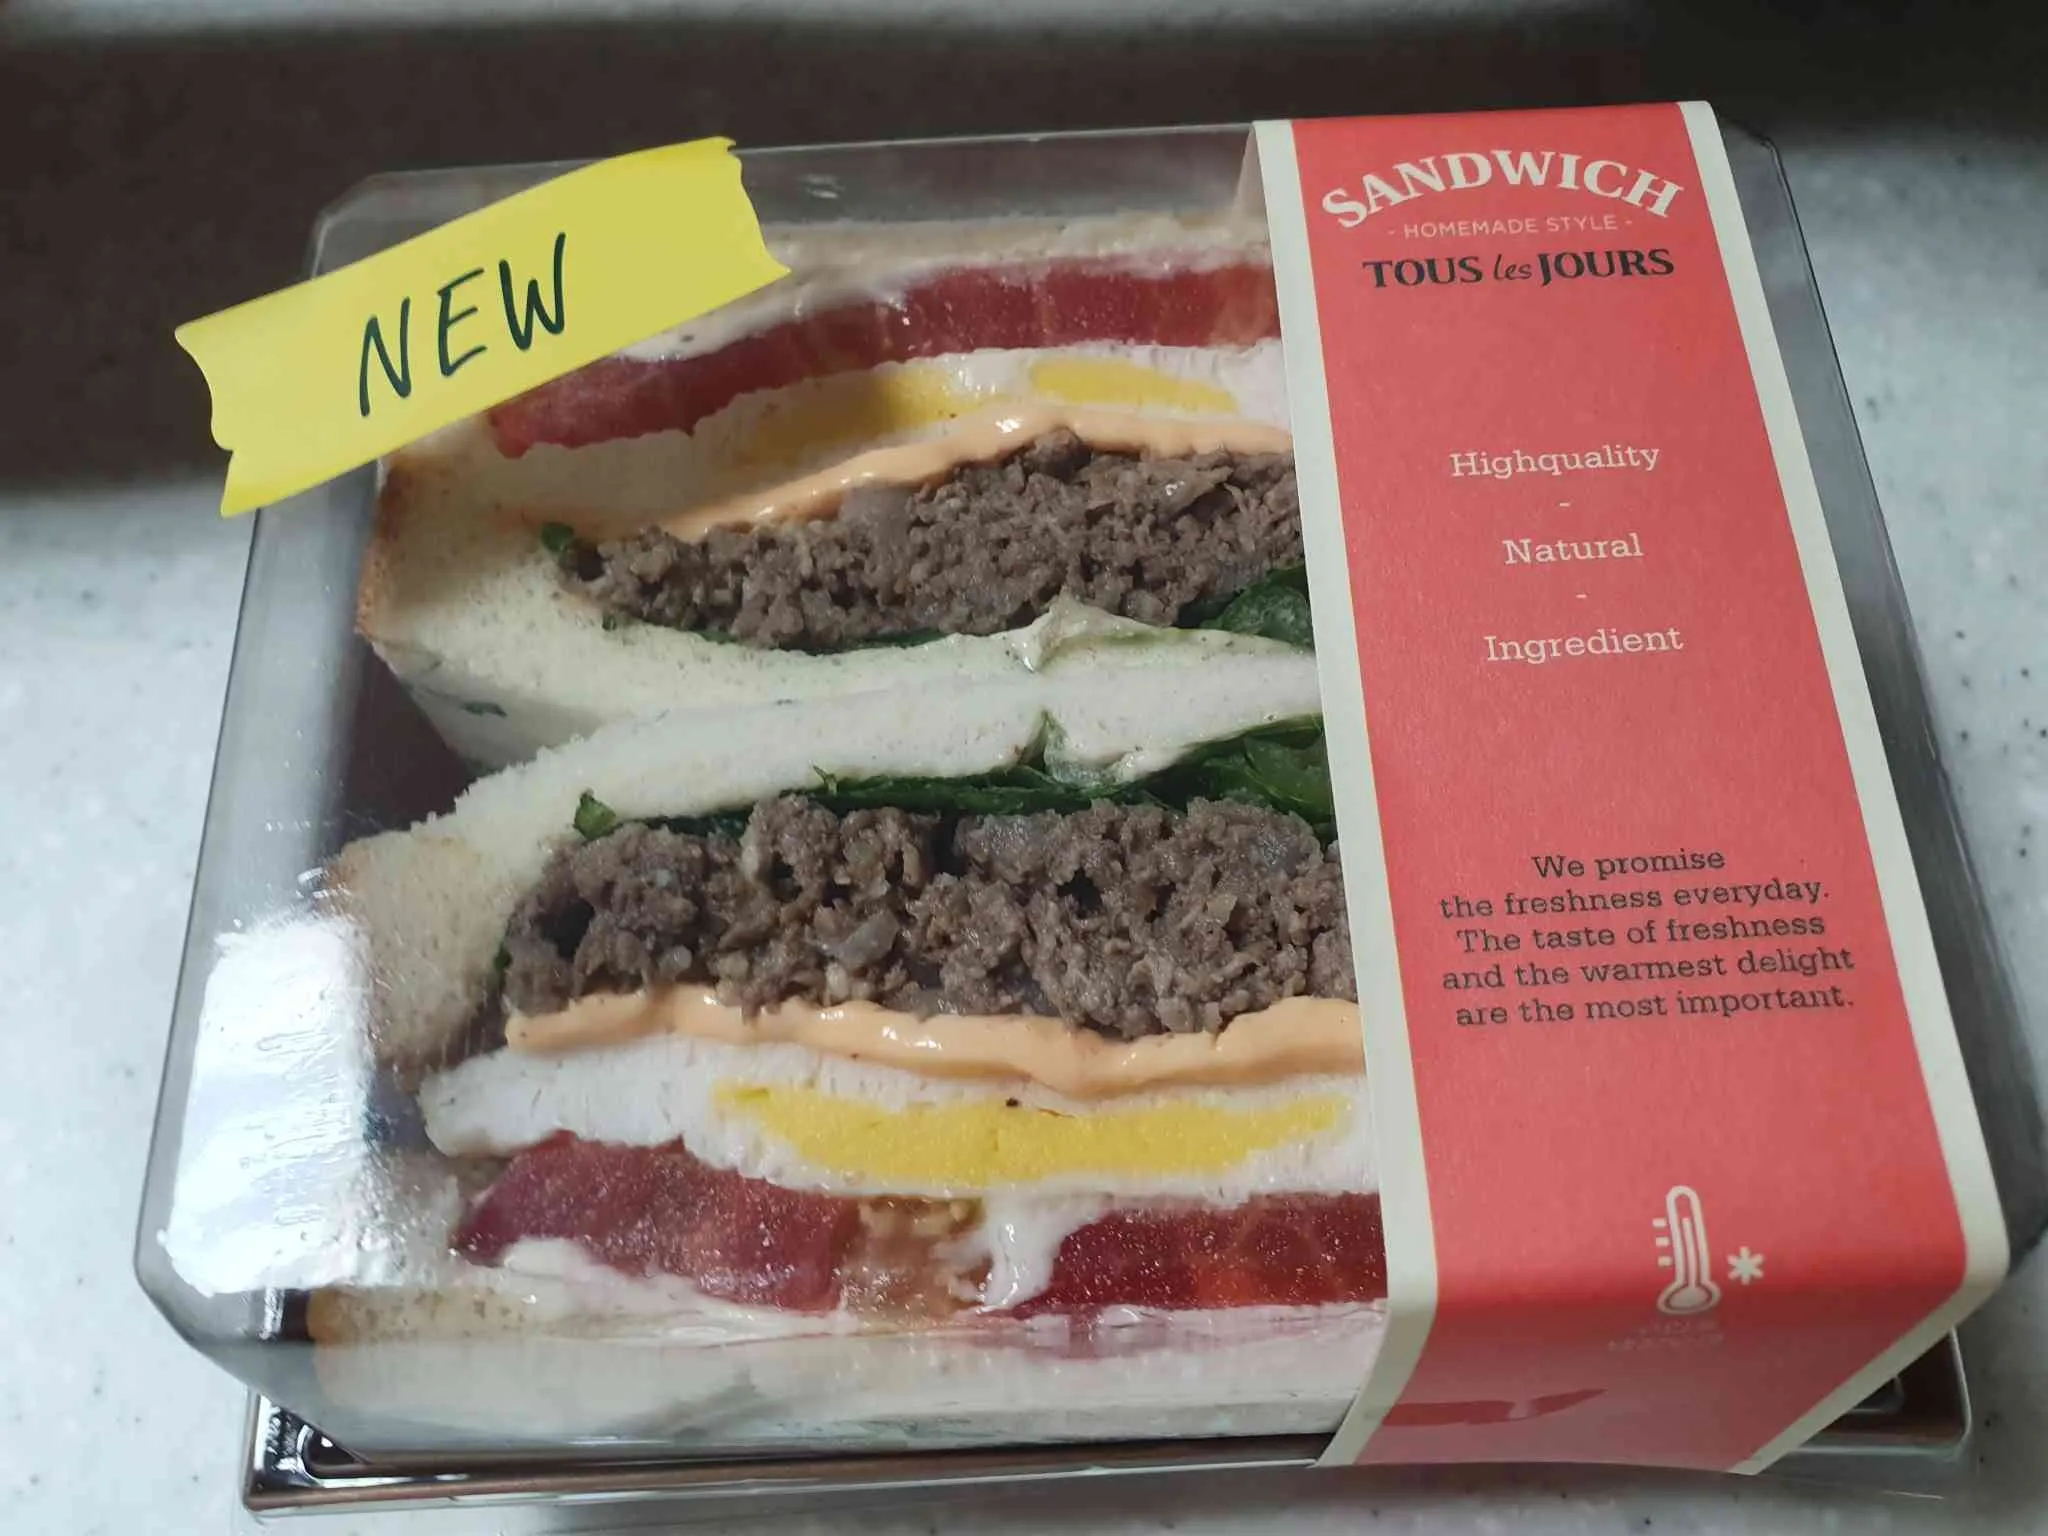 NEW
SANDWICH
- HOMEMADE STYLE -
TOUS les JOURS
Highquality
-
Natural
-
Ingredient
We promise
the freshness everyday.
The taste of freshness
and the warmest delight
are the most important.